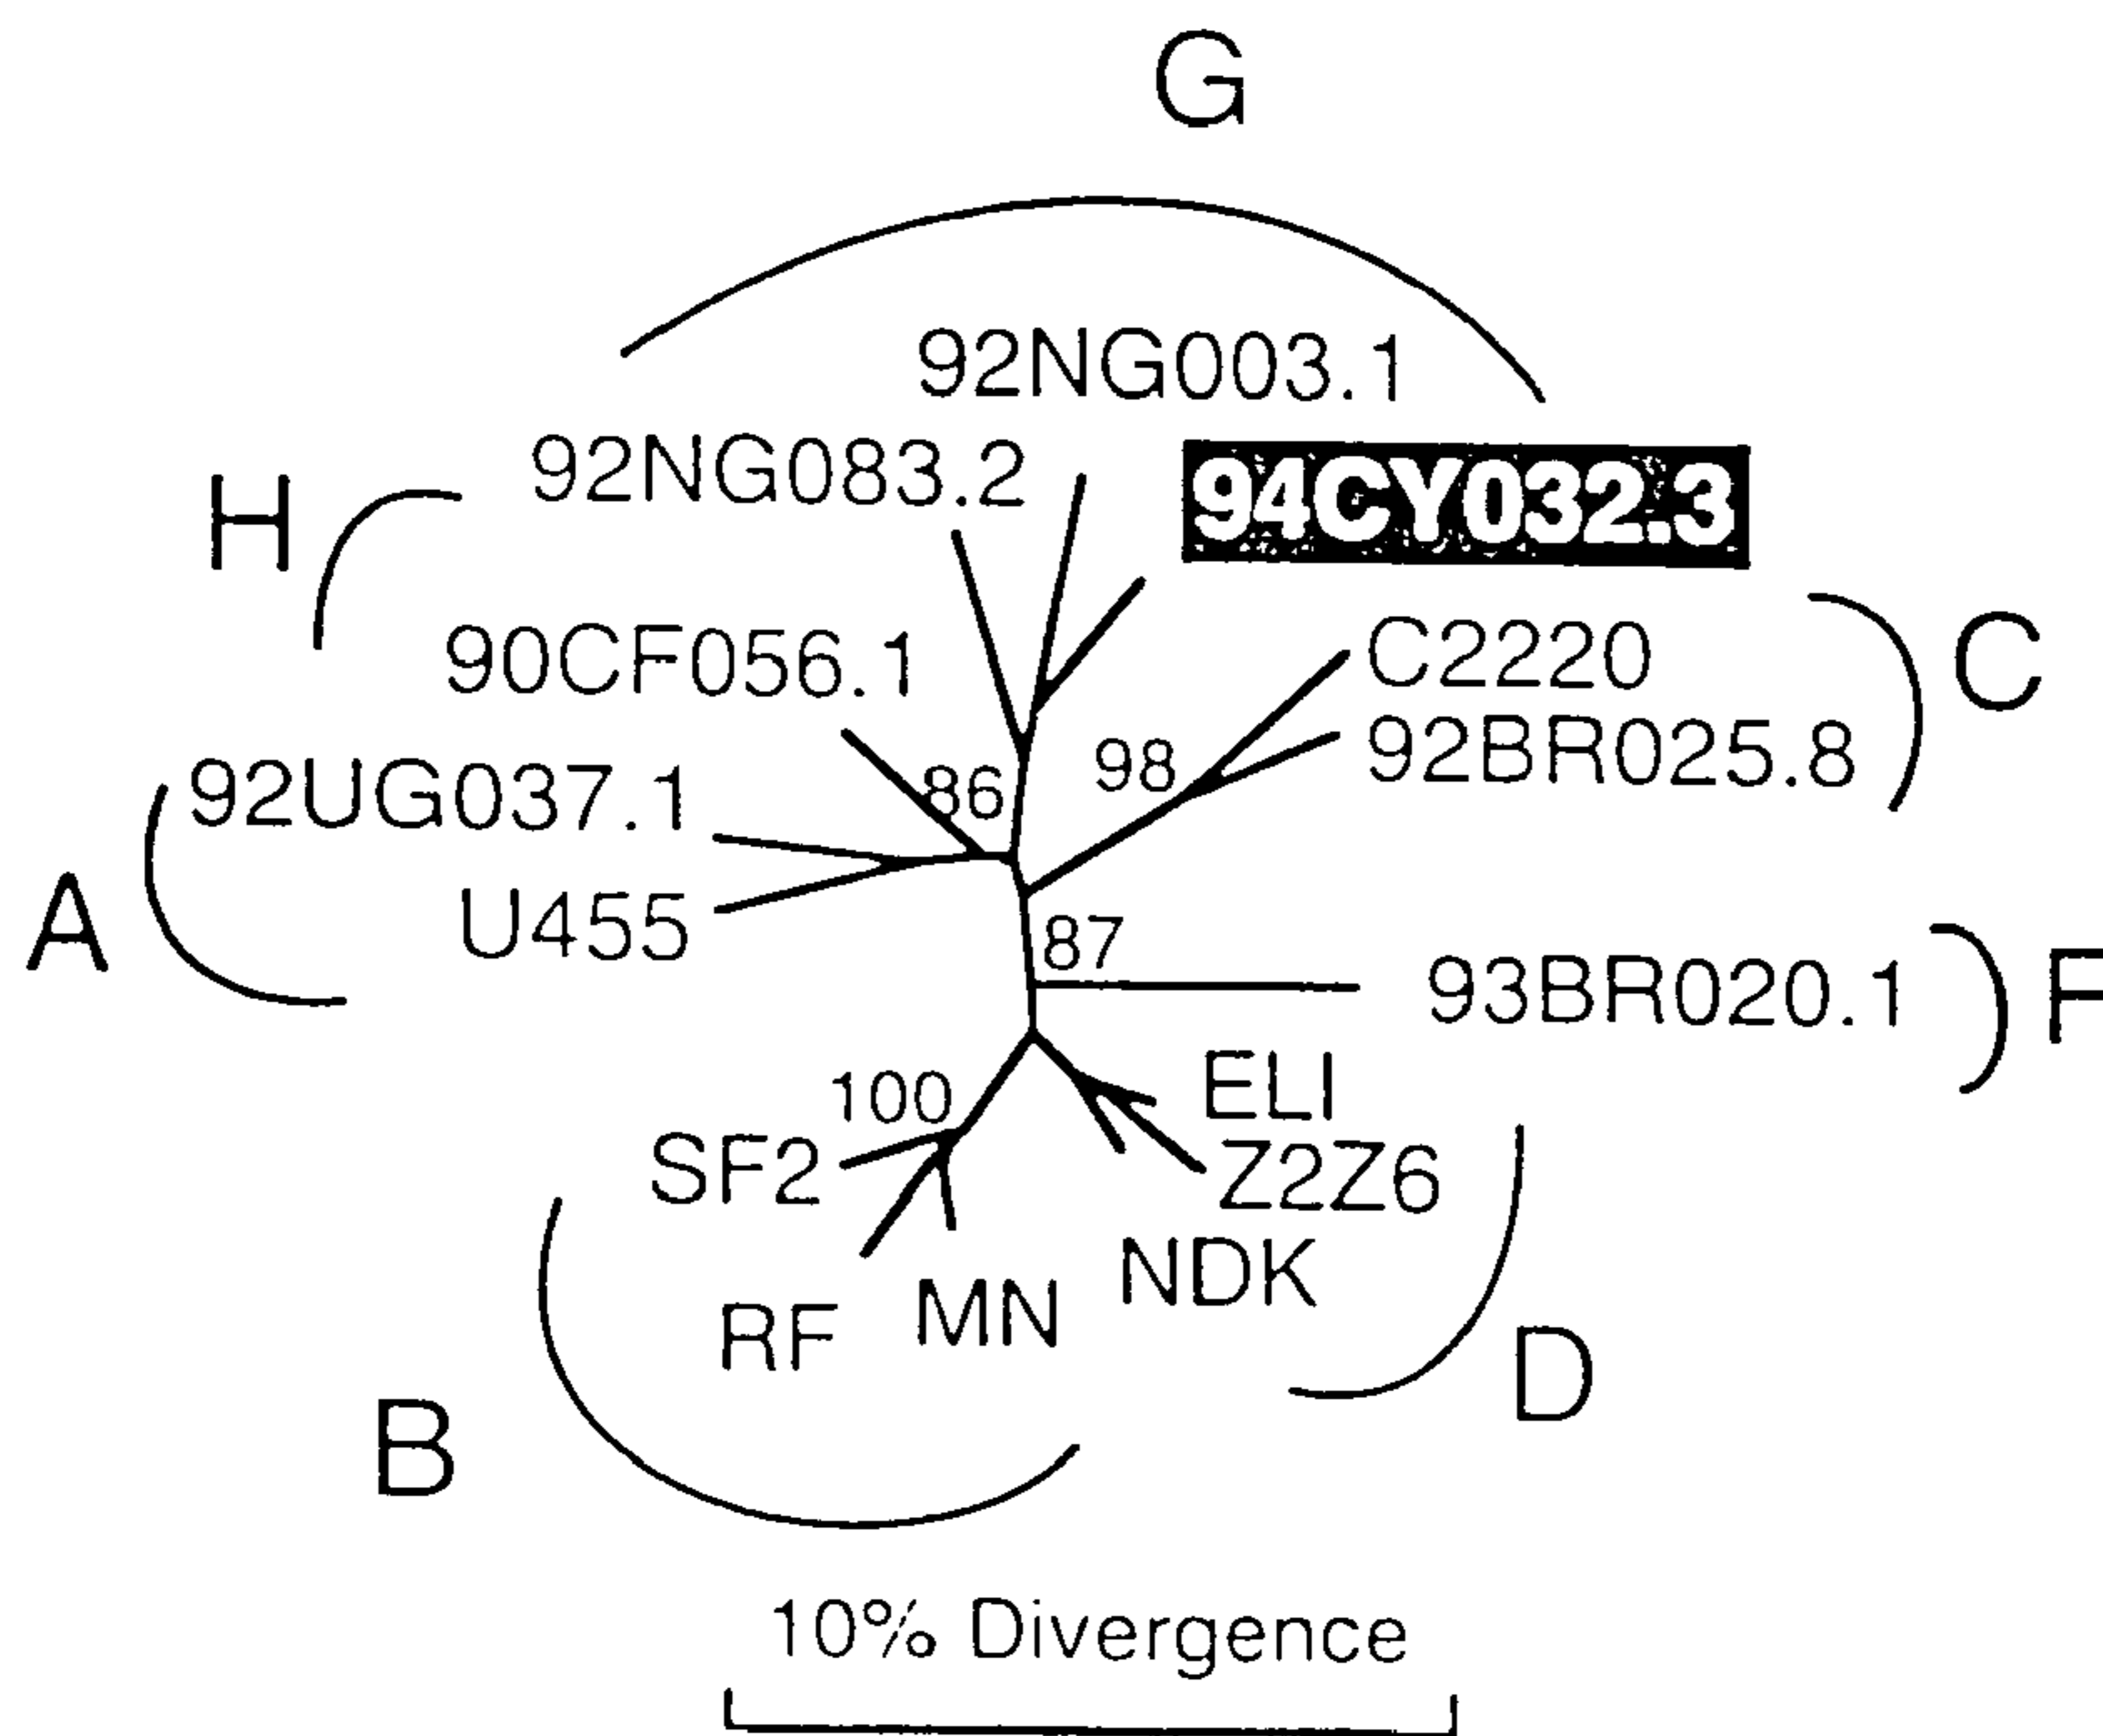 G
92NG003.1
92NG083.2
94CY032.3
H
90CF056.1
C2220
C
98
92BR025.8
86
92UG037.1
A
U455
87
93BR020.1
F
ELI
100
SF2
Z2Z6
NDK
MN
RF
D
B
10% Divergence